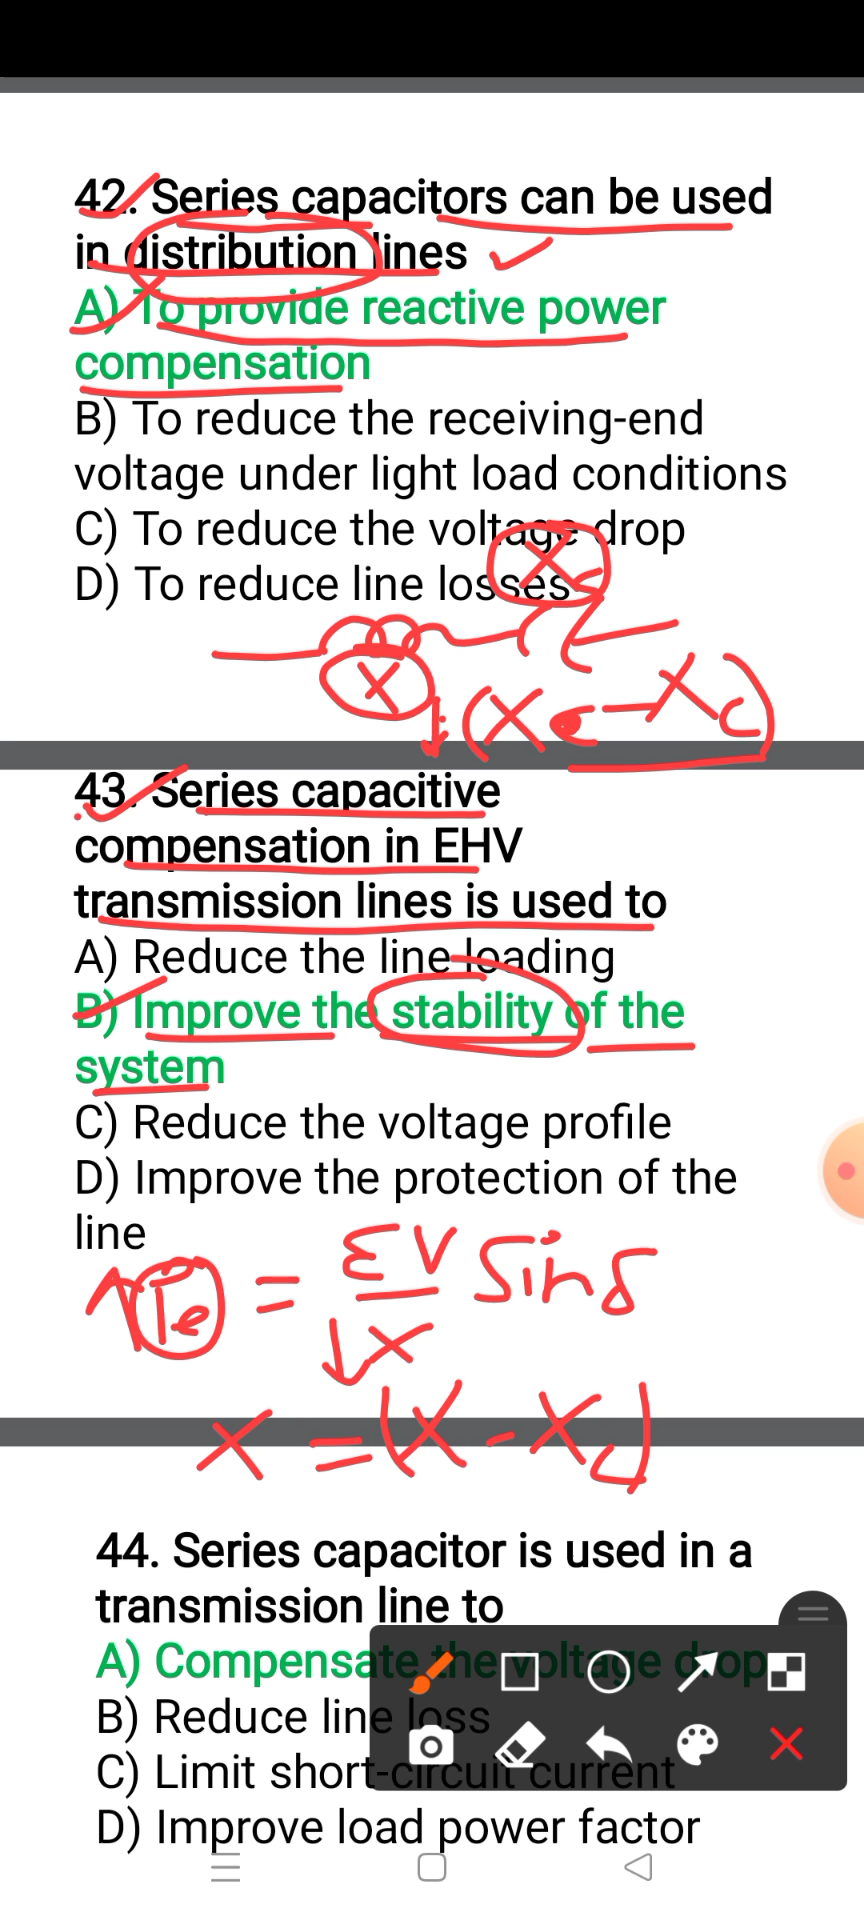 42. Series capacitors can be used
in distribution lines
A) To provide reactive power
compensation
B) To reduce the receiving-end
voltage under light load conditions
C) To reduce the voltage drop
D) To reduce line losses
X
X
(X - Xc)
43. Series capacitive
compensation in EHV
transmission lines is used to
A) Reduce the line loading
B) Improve the stability of the
system
C) Reduce the voltage profile
D) Improve the protection of the
line
Pe = EV Sin δ
X
X = (X - Xc)
44. Series capacitor is used in a
transmission line to
A) Compensate the voltage drop
B) Reduce line loss
C) Limit short-circuit current
D) Improve load power factor